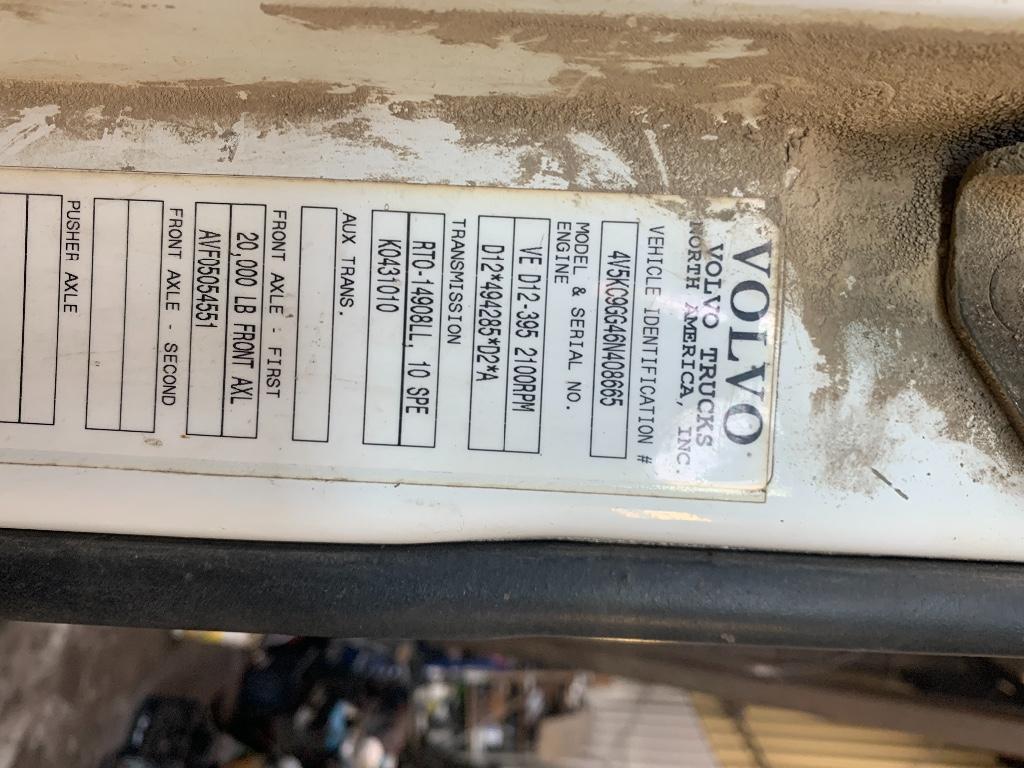 VOLVO
VOLVO TRUCKS
NORTH AMERICA, INC.
VEHICLE IDENTIFICATION #
4V5KC9GG46N408665
MODEL & SERIAL NO.
ENGINE
VE D12-395 2100RPM
D12*494285*D2*A
TRANSMISSION
RTO-14908LL, 10 SPE
K0431010
AUX TRANS.
FRONT AXLE - FIRST
20,000 LB FRONT AXL
AVF05054551
FRONT AXLE - SECOND
PUSHER AXLE